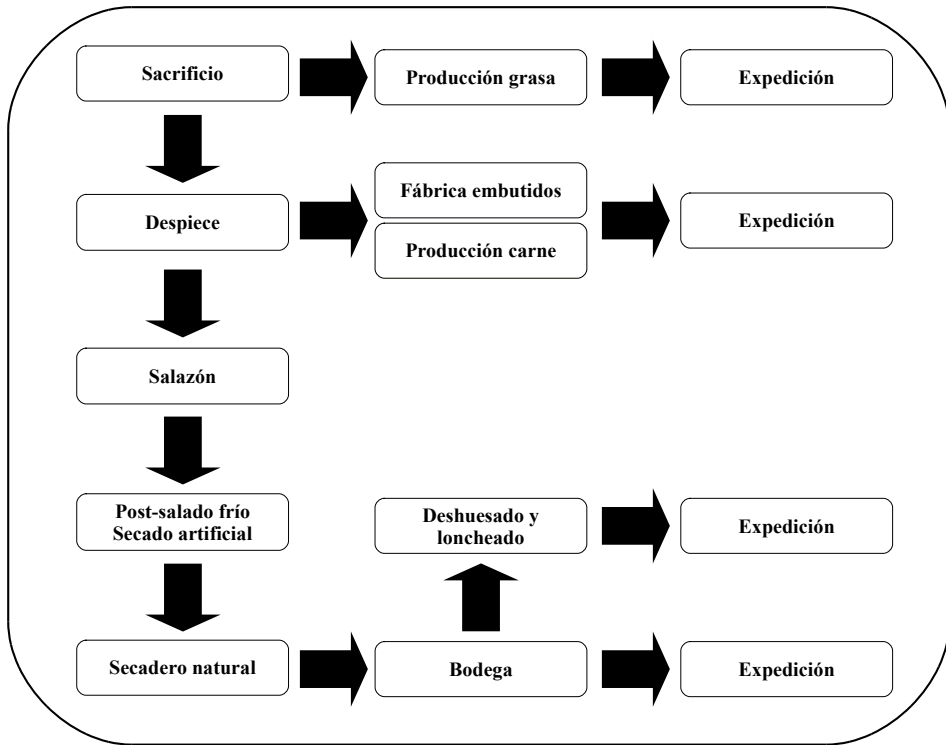 Sacrificio
Producción grasa
Expedición
Despiece
Fábrica embutidos
Producción carne
Expedición
Salazón
Post-salado frío
Secado artificial
Deshuesado y
loncheado
Expedición
Secadero natural
Bodega
Expedición